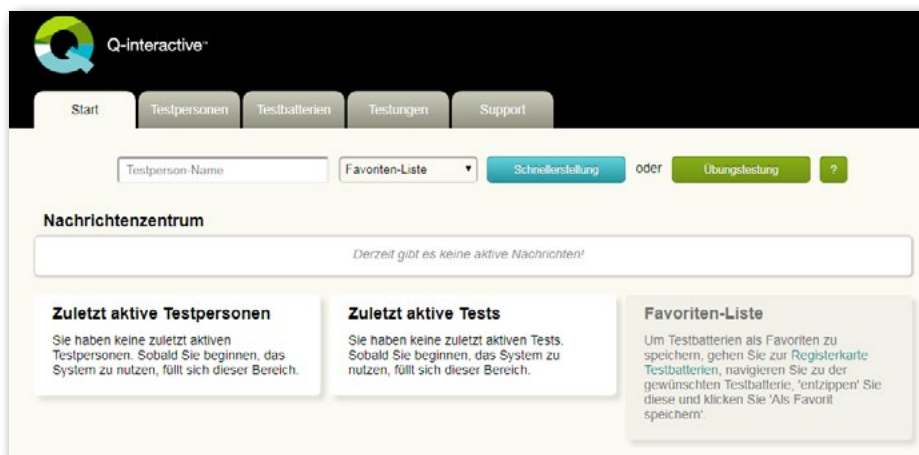 Q-interactive™
Start Testpersonen Testbatterien Testungen Support
Testperson-Name Favoriten-Liste Schnellerstellung oder Übungstestung ?
Nachrichtenzentrum
Derzeit gibt es keine aktive Nachrichten!
Zuletzt aktive Testpersonen
Sie haben keine zuletzt aktiven
Testpersonen. Sobald Sie beginnen, das
System zu nutzen, füllt sich dieser Bereich.
Zuletzt aktive Tests
Sie haben keine zuletzt aktiven Tests.
Sobald Sie beginnen, das System zu
nutzen, füllt sich dieser Bereich.
Favoriten-Liste
Um Testbatterien als Favoriten zu
speichern, gehen Sie zur Registerkarte
Testbatterien, navigieren Sie zu der
gewünschten Testbatterie, 'entzippen' Sie
diese und klicken Sie 'Als Favorit
speichern'.